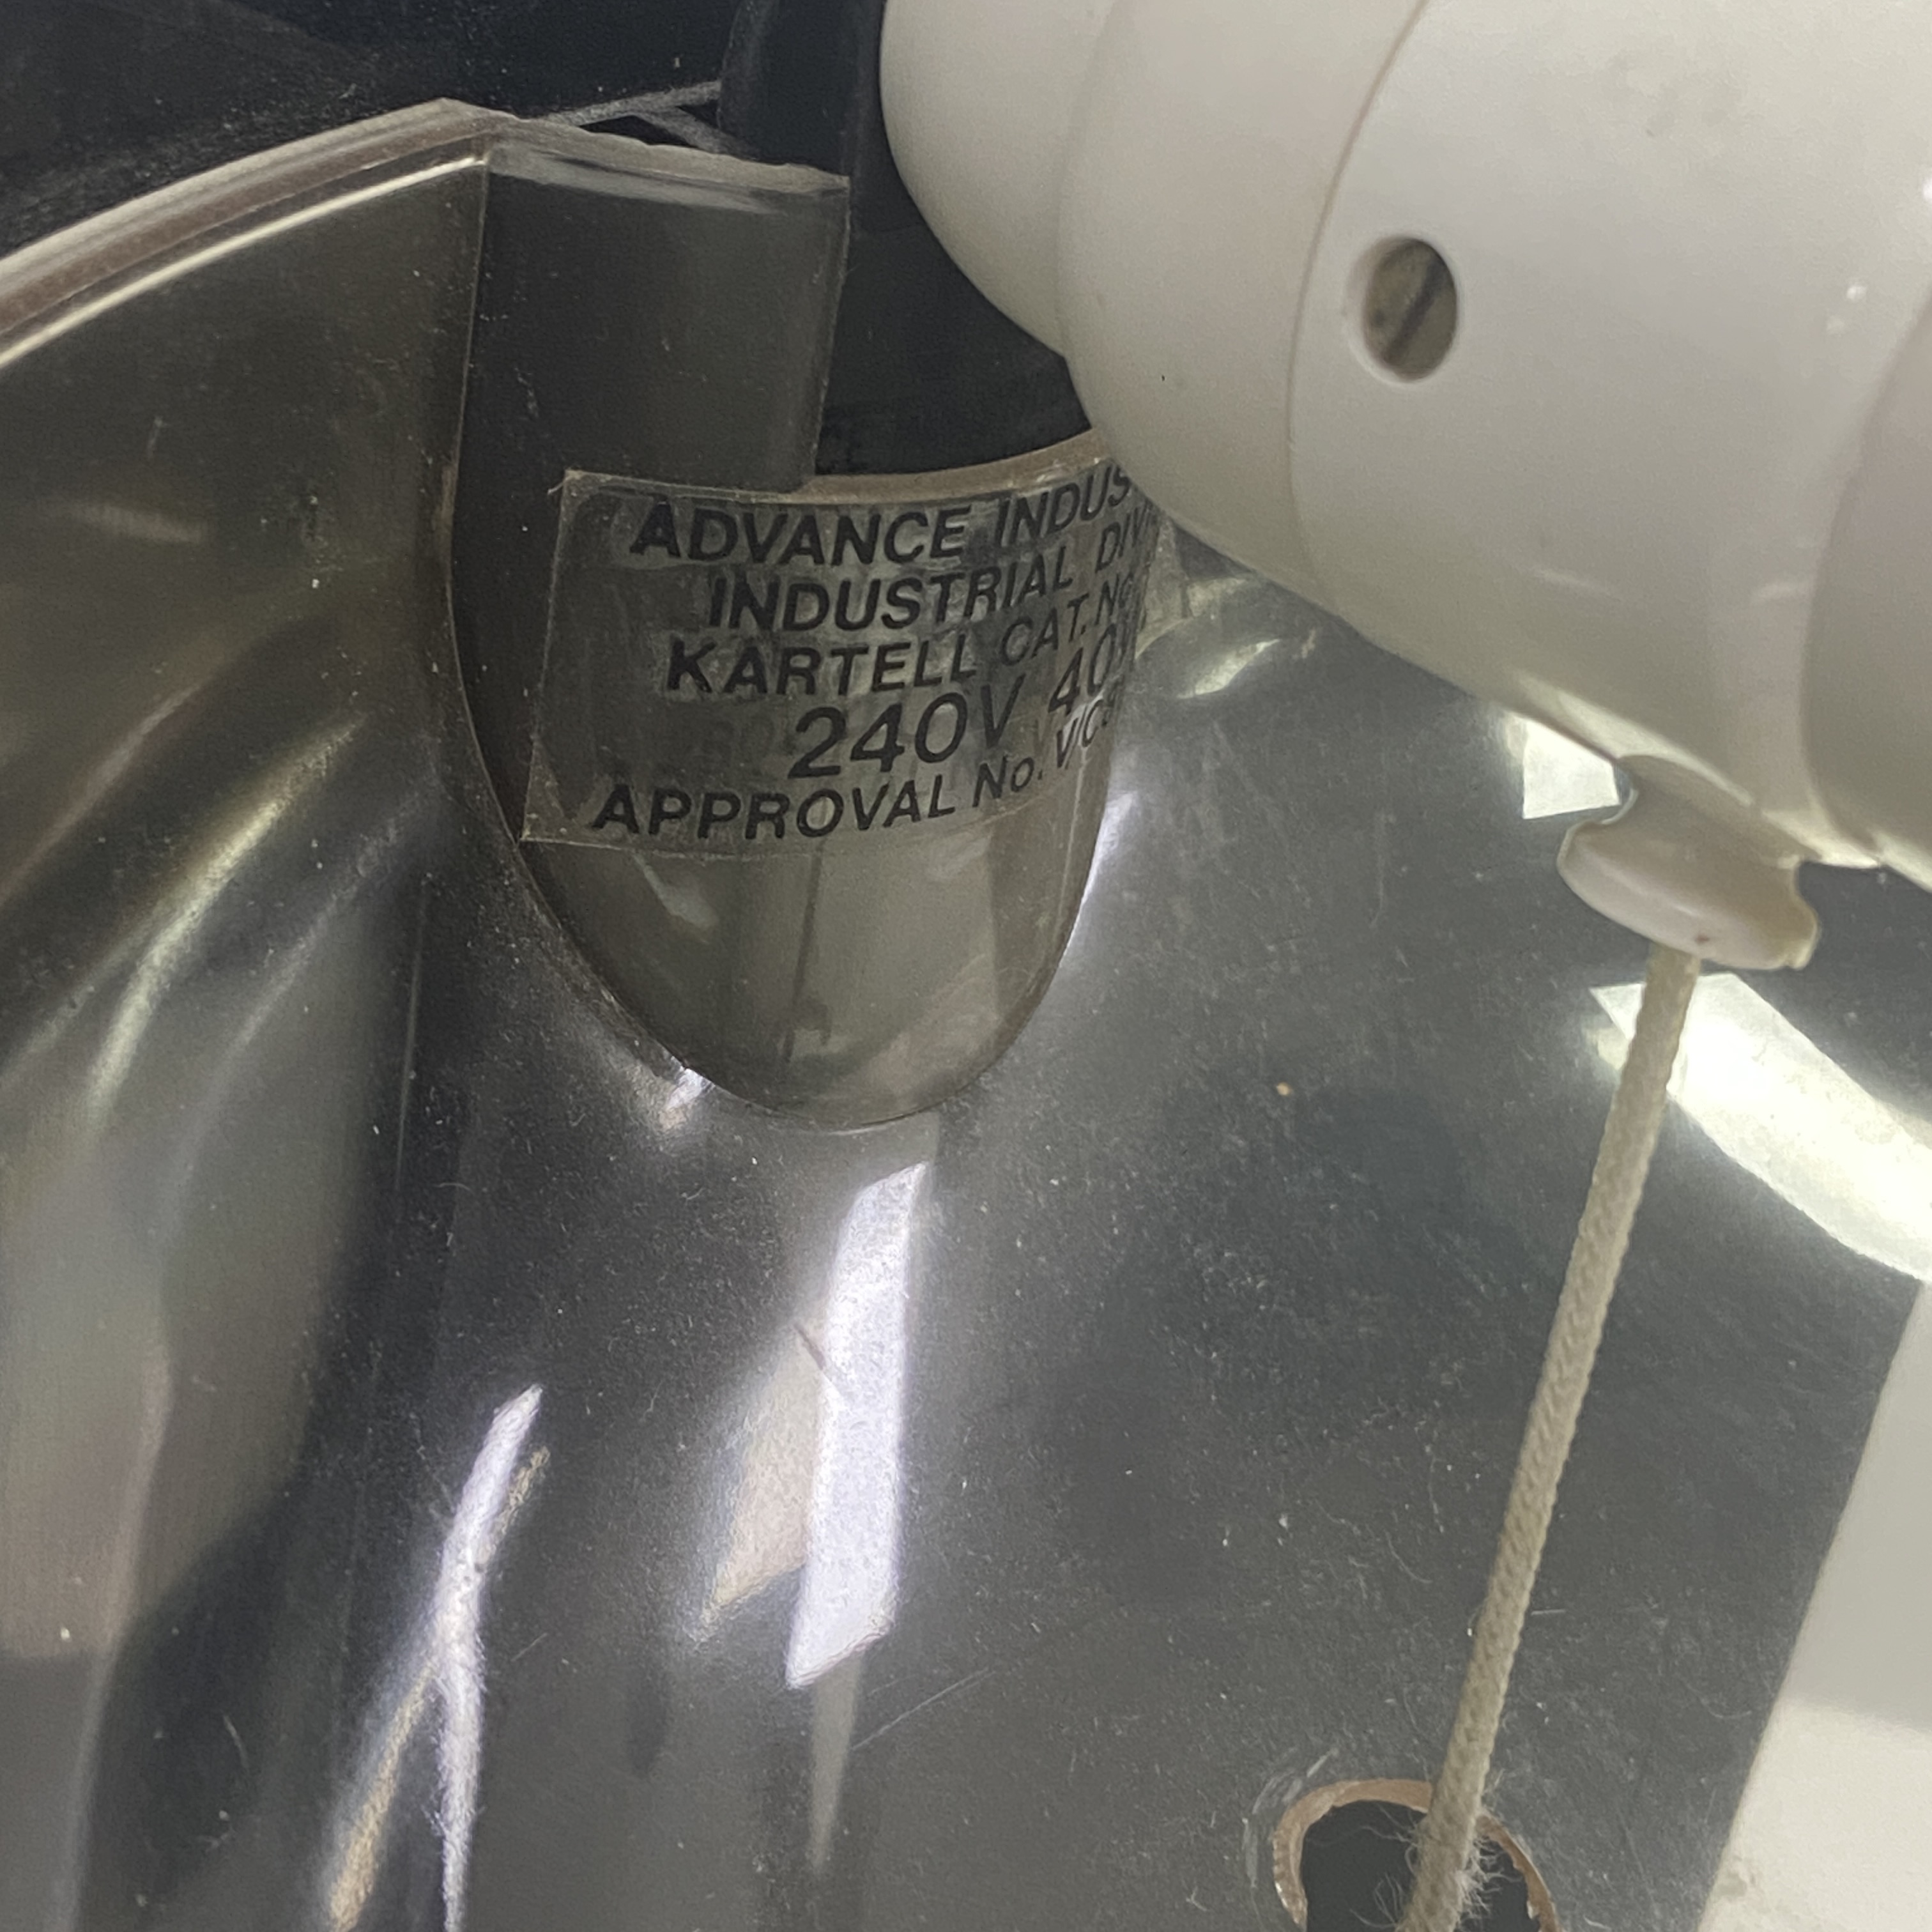 ADVANCE INDUS
INDUSTRIAL DIV
KARTELL CAT. No
240V 40
APPROVAL No. V/C